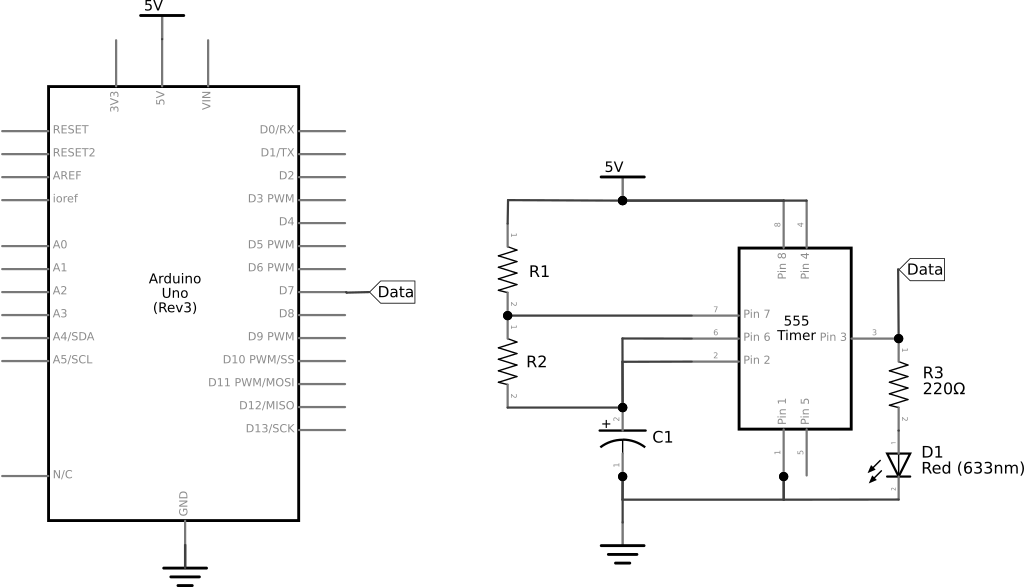 5V
3V3
5V
VIN
RESET
RESET2
AREF
ioref
A0
A1
A2
A3
A4/SDA
A5/SCL
N/C
Arduino
Uno
(Rev3)
D0/RX
D1/TX
D2
D3 PWM
D4
D5 PWM
D6 PWM
D7
D8
D9 PWM
D10 PWM/SS
D11 PWM/MOSI
D12/MISO
D13/SCK
GND
Data
5V
1
R1
2
1
R2
2
+
2
C1
1
8
4
Pin 8
Pin 4
7
Pin 7
6
Pin 6
2
Pin 2
555
Timer
Pin 3
3
Pin 1
Pin 5
1
5
Data
1
R3
220Ω
2
1
D1
Red (633nm)
2